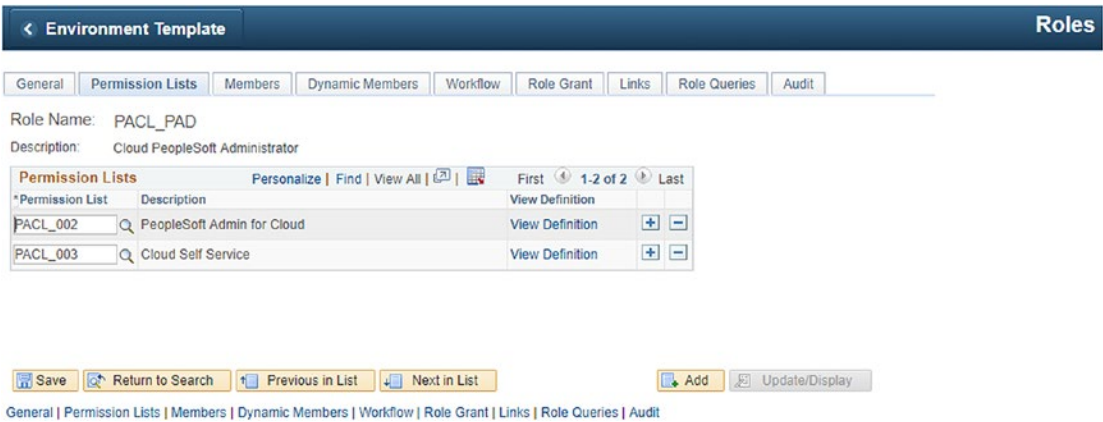 Environment Template Roles
General Permission Lists Members Dynamic Members Workflow Role Grant Links Role Queries Audit
Role Name: PACL_PAD
Description: Cloud PeopleSoft Administrator
Permission Lists Personalize | Find | View All | | First 1-2 of 2 Last
*Permission List Description View Definition
PACL_002 PeopleSoft Admin for Cloud View Definition
PACL_003 Cloud Self Service View Definition
Save Return to Search Previous in List Next in List Add Update/Display
General | Permission Lists | Members | Dynamic Members | Workflow | Role Grant | Links | Role Queries | Audit